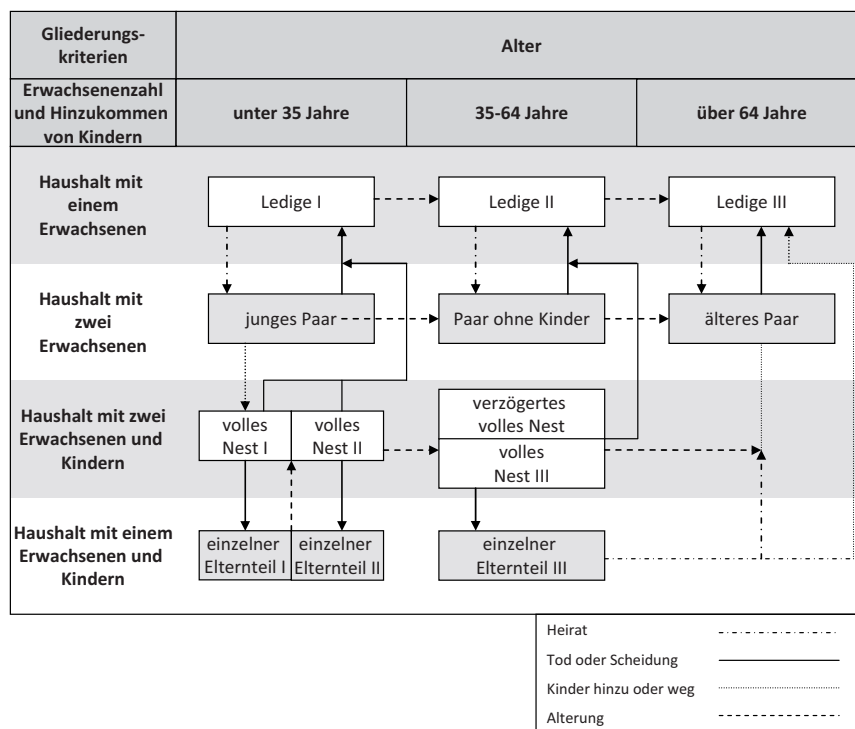 Gliederungs-
kriterien
Alter
Erwachsenenzahl
und Hinzukommen
von Kindern
unter 35 Jahre
35-64 Jahre
über 64 Jahre
Haushalt mit
einem
Erwachsenen
Ledige I
Ledige II
Ledige III
Haushalt mit
zwei
Erwachsenen
junges Paar
Paar ohne Kinder
älteres Paar
Haushalt mit zwei
Erwachsenen und
Kindern
volles
Nest I
volles
Nest II
verzögertes
volles Nest
volles
Nest III
Haushalt mit einem
Erwachsenen und
Kindern
einzelner
Elternteil I
einzelner
Elternteil II
einzelner
Elternteil III
Heirat
Tod oder Scheidung
Kinder hinzu oder weg
Alterung